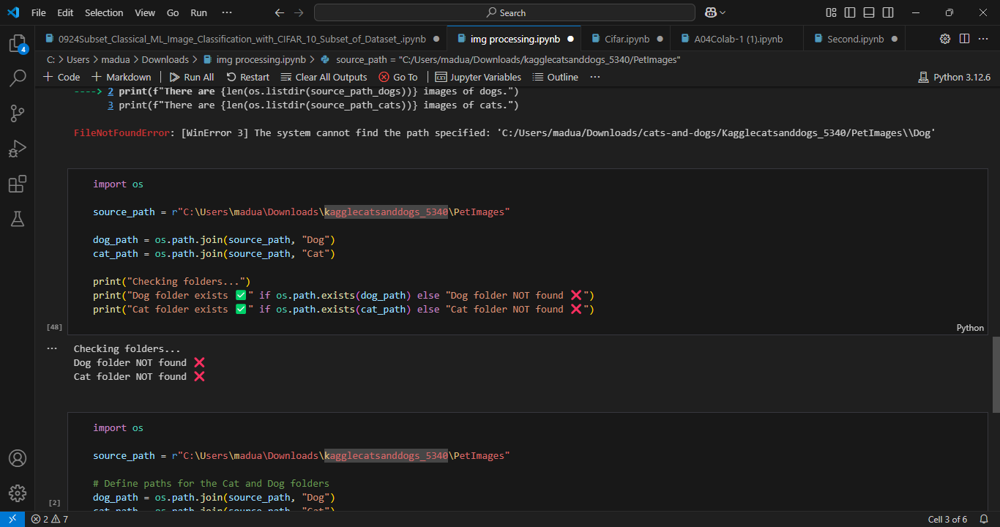 File Edit Selection View Go Run ··· Search
0924Subset_Classical_ML_Image_Classification_with_CIFAR_10_Subset_of_Dataset_.ipynb img processing.ipynb Cifar.ipynb A04Colab-1 (1).ipynb Second.ipynb ···
4
C: > Users > madua > Downloads > img processing.ipynb > source_path = "C:/Users/madua/Downloads/kagglecatsanddogs_5340/PetImages"
+ Code + Markdown | Run All Restart Clear All Outputs Go To | Jupyter Variables Outline ··· Python 3.12.6
----> 2 print(f"There are {len(os.listdir(source_path_dogs))} images of dogs.")
3 print(f"There are {len(os.listdir(source_path_cats))} images of cats.")
FileNotFoundError: [WinError 3] The system cannot find the path specified: 'C:/Users/madua/Downloads/cats-and-dogs/Kagglecatsanddogs_5340/PetImages\\Dog'
import os
source_path = r"C:\Users\madua\Downloads\kagglecatsanddogs_5340\PetImages"
dog_path = os.path.join(source_path, "Dog")
cat_path = os.path.join(source_path, "Cat")
print("Checking folders...")
print("Dog folder exists ✅" if os.path.exists(dog_path) else "Dog folder NOT found ❌")
print("Cat folder exists ✅" if os.path.exists(cat_path) else "Cat folder NOT found ❌")
[48] Python
··· Checking folders...
Dog folder NOT found ❌
Cat folder NOT found ❌
import os
source_path = r"C:\Users\madua\Downloads\kagglecatsanddogs_5340\PetImages"
# Define paths for the Cat and Dog folders
dog_path = os.path.join(source_path, "Dog")
[2] cat_path = os.path.join(source_path, "Cat")
2 7 Cell 3 of 6